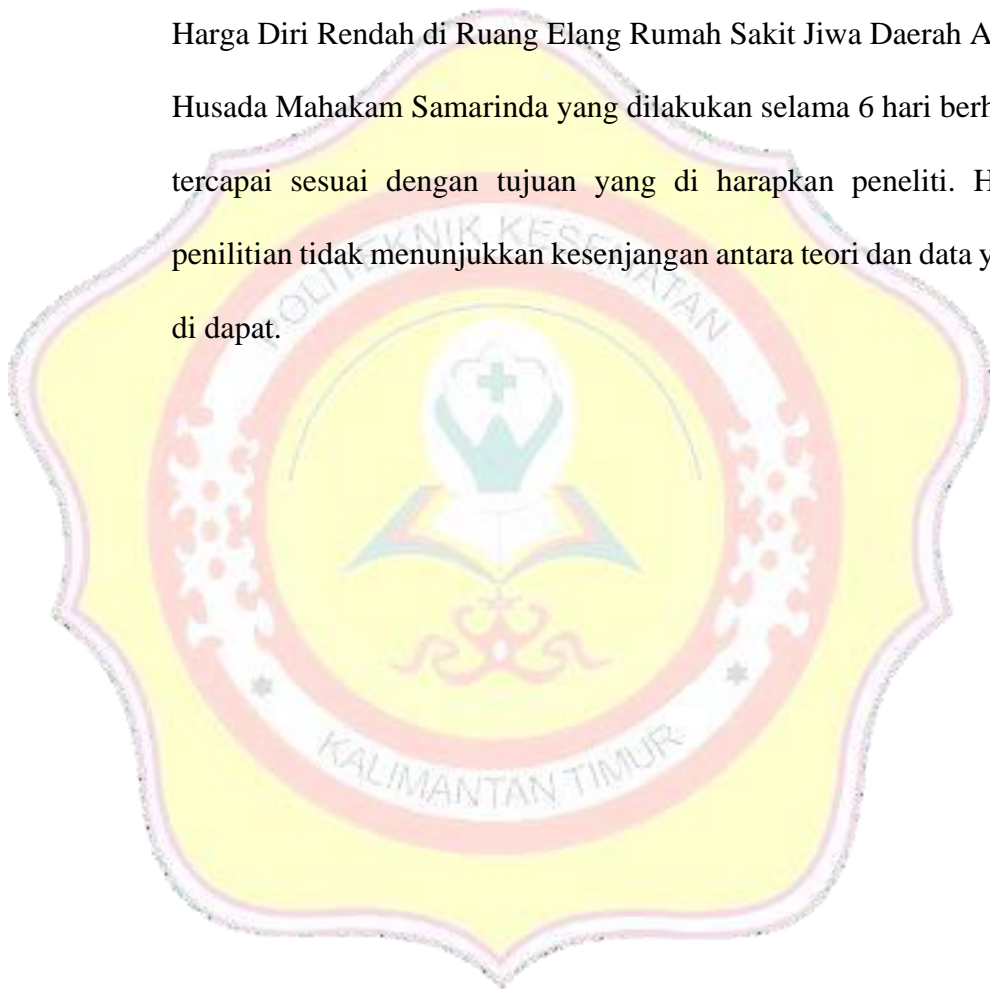 Harga Diri Rendah di Ruang Elang Rumah Sakit Jiwa Daerah A
Husada Mahakam Samarinda yang dilakukan selama 6 hari berh
tercapai sesuai dengan tujuan yang di harapkan peneliti. H
penilitian tidak menunjukkan kesenjangan antara teori dan data y
di dapat.
POLITEKNIK KESEHATAN
KALIMANTAN TIMUR